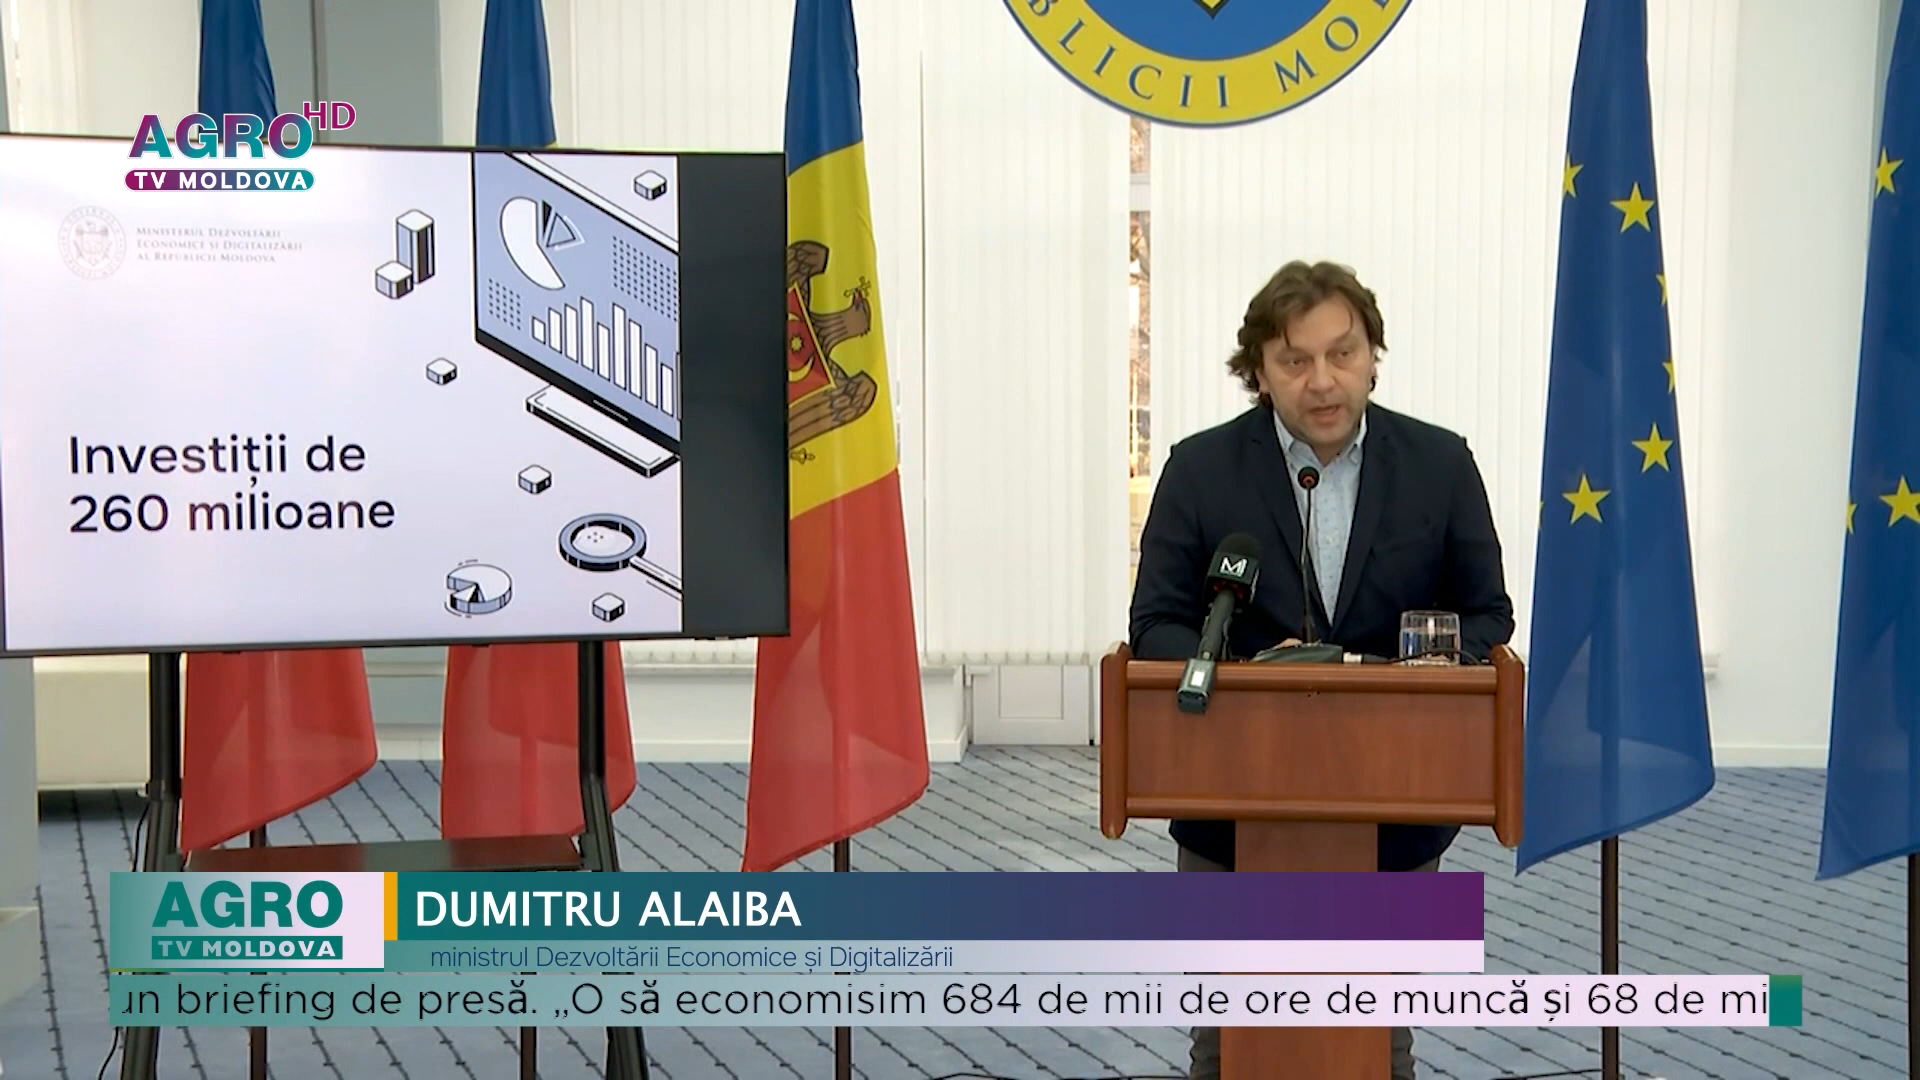 BLICII MOL
AGRO HD
TV MOLDOVA
MINISTERUL DEZVOLTĂRII
ECONOMICE ȘI DIGITALIZĂRII
AL REPUBLICII MOLDOVA
Investiții de
260 milioane
M
AGRO
TV MOLDOVA
DUMITRU ALAIBA
ministrul Dezvoltării Economice și Digitalizării
un briefing de presă. „O să economisim 684 de mii de ore de muncă și 68 de mi